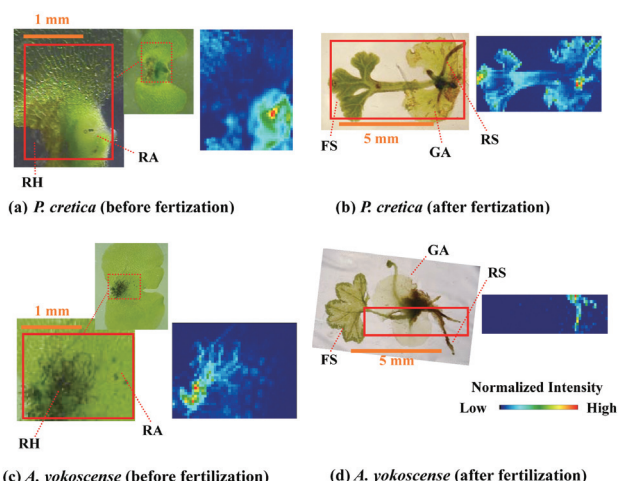 1 mm
RA
RH
(a) P. cretica (before fertization)
FS
5 mm
GA
RS
(b) P. cretica (after fertization)
1 mm
RH
RA
(c) A. yokoscense (before fertilization)
GA
RS
FS
5 mm
Normalized Intensity
Low High
(d) A. yokoscense (after fertilization)